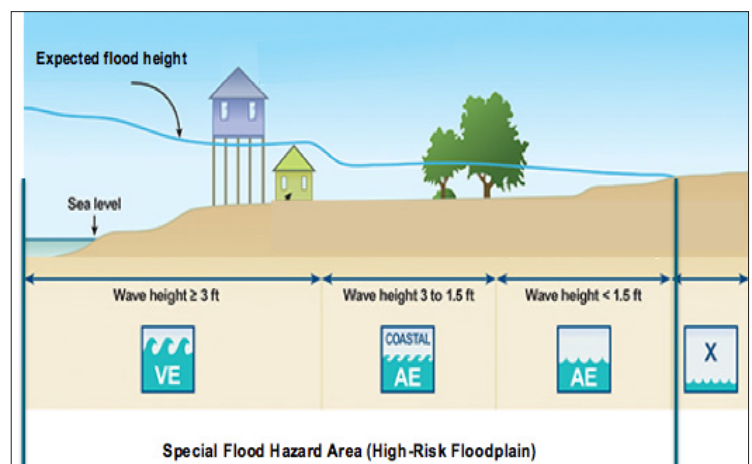 Expected flood height
Sea level
Wave height ≥ 3 ft
Wave height 3 to 1.5 ft
Wave height < 1.5 ft
VE
COASTAL
AE
AE
X
Special Flood Hazard Area (High-Risk Floodplain)